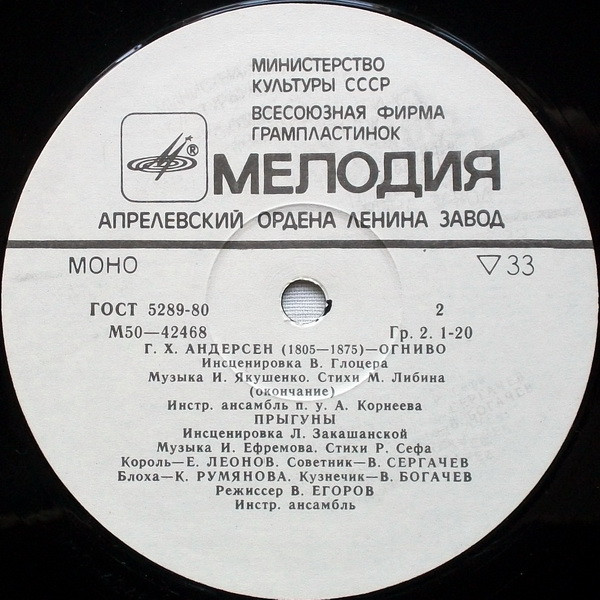 МИНИСТЕРСТВО
КУЛЬТУРЫ СССР
ВСЕСОЮЗНАЯ ФИРМА
ГРАМПЛАСТИНОК
®
МЕЛОДИЯ
АПРЕЛЕВСКИЙ ОРДЕНА ЛЕНИНА ЗАВОД
МОНО ▽33
ГОСТ 5289-80 2
М50—42468 Гр. 2. 1-20
Г. Х. АНДЕРСЕН (1805—1875)—ОГНИВО
Инсценировка В. Глоцера
Музыка И. Якушенко. Стихи М. Либина
(окончание)
Инстр. ансамбль п. у. А. Корнеева
ПРЫГУНЫ
Инсценировка Л. Закашанской
Музыка И. Ефремова. Стихи Р. Сефа
Король—Е. ЛЕОНОВ. Советник—В. СЕРГАЧЕВ
Блоха—К. РУМЯНОВА. Кузнечик—В. БОГАЧЕВ
Режиссер В. ЕГОРОВ
Инстр. ансамбль